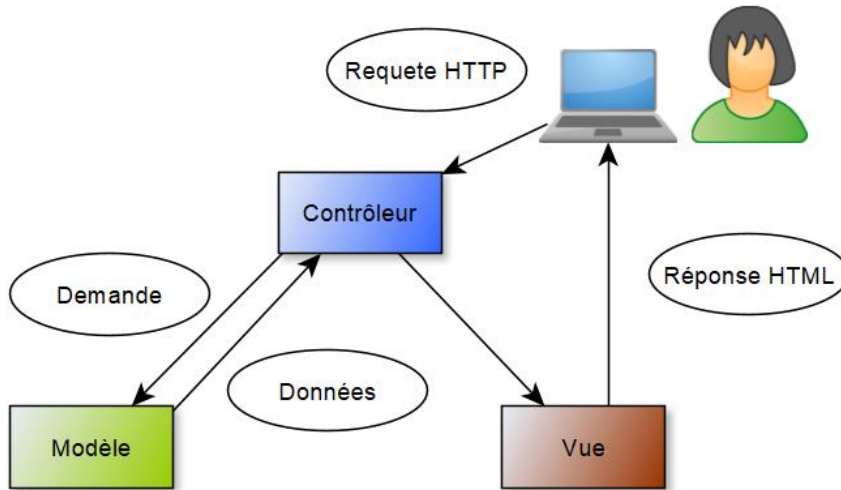 Requete HTTP
Contrôleur
Demande
Réponse HTML
Données
Modèle
Vue